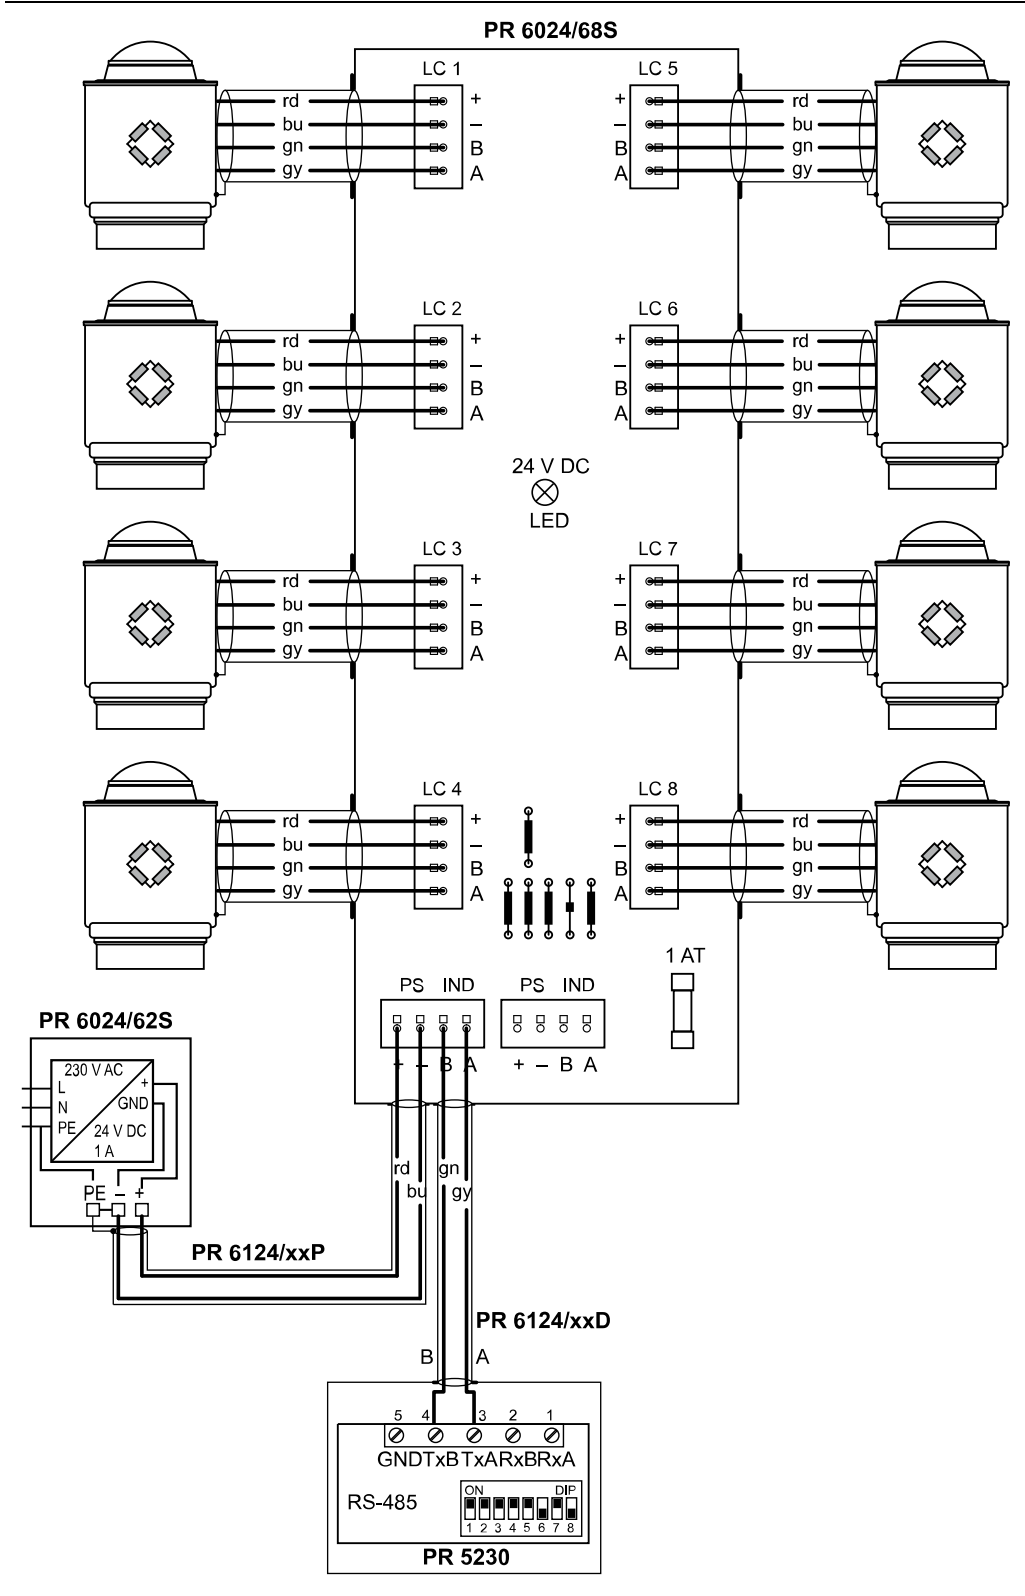 PR 6024/68S
LC 1
LC 5
rd + + rd
bu – – bu
gn B B gn
gy A A gy
LC 2
LC 6
rd + + rd
bu – – bu
gn B B gn
gy A A gy
24 V DC
LED
LC 3
LC 7
rd + + rd
bu – – bu
gn B B gn
gy A A gy
LC 4
LC 8
rd + + rd
bu – – bu
gn B B gn
gy A A gy
1 AT
PS IND
PS IND
+ – B A
+ – B A
PR 6024/62S
230 V AC
L +
N GND
PE 24 V DC
1 A
PE – +
rd gn
bu gy
PR 6124/xxP
PR 6124/xxD
B A
5 4 3 2 1
GND TxB TxA RxB RxA
RS-485
ON DIP
1 2 3 4 5 6 7 8
PR 5230